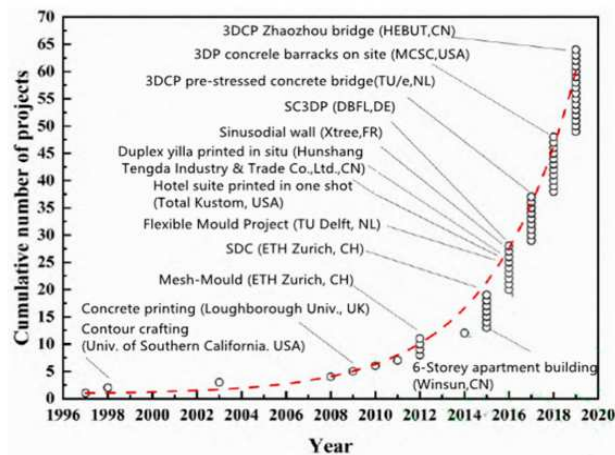 70
65
60
55
50
45
40
35
30
25
20
15
10
5
0
Cumulative number of projects
3DCP Zhaozhou bridge (HEBUT,CN)
3DP concrele barracks on site (MCSC,USA)
3DCP pre-stressed concrete bridge(TU/e,NL)
SC3DP (DBFL,DE)
Sinusodial wall (Xtree,FR)
Duplex yilla printed in situ (Hunshang
Tengda Industry & Trade Co.,Ltd.,CN)
Hotel suite printed in one shot
(Total Kustom, USA)
Flexible Mould Project (TU Delft, NL)
SDC (ETH Zurich, CH)
Mesh-Mould (ETH Zurich, CH)
Concrete printing (Loughborough Univ., UK)
Contour crafting
(Univ. of Southern California. USA)
6-Storey apartment building
(Winsun,CN)
1996 1998 2000 2002 2004 2006 2008 2010 2012 2014 2016 2018 2020
Year